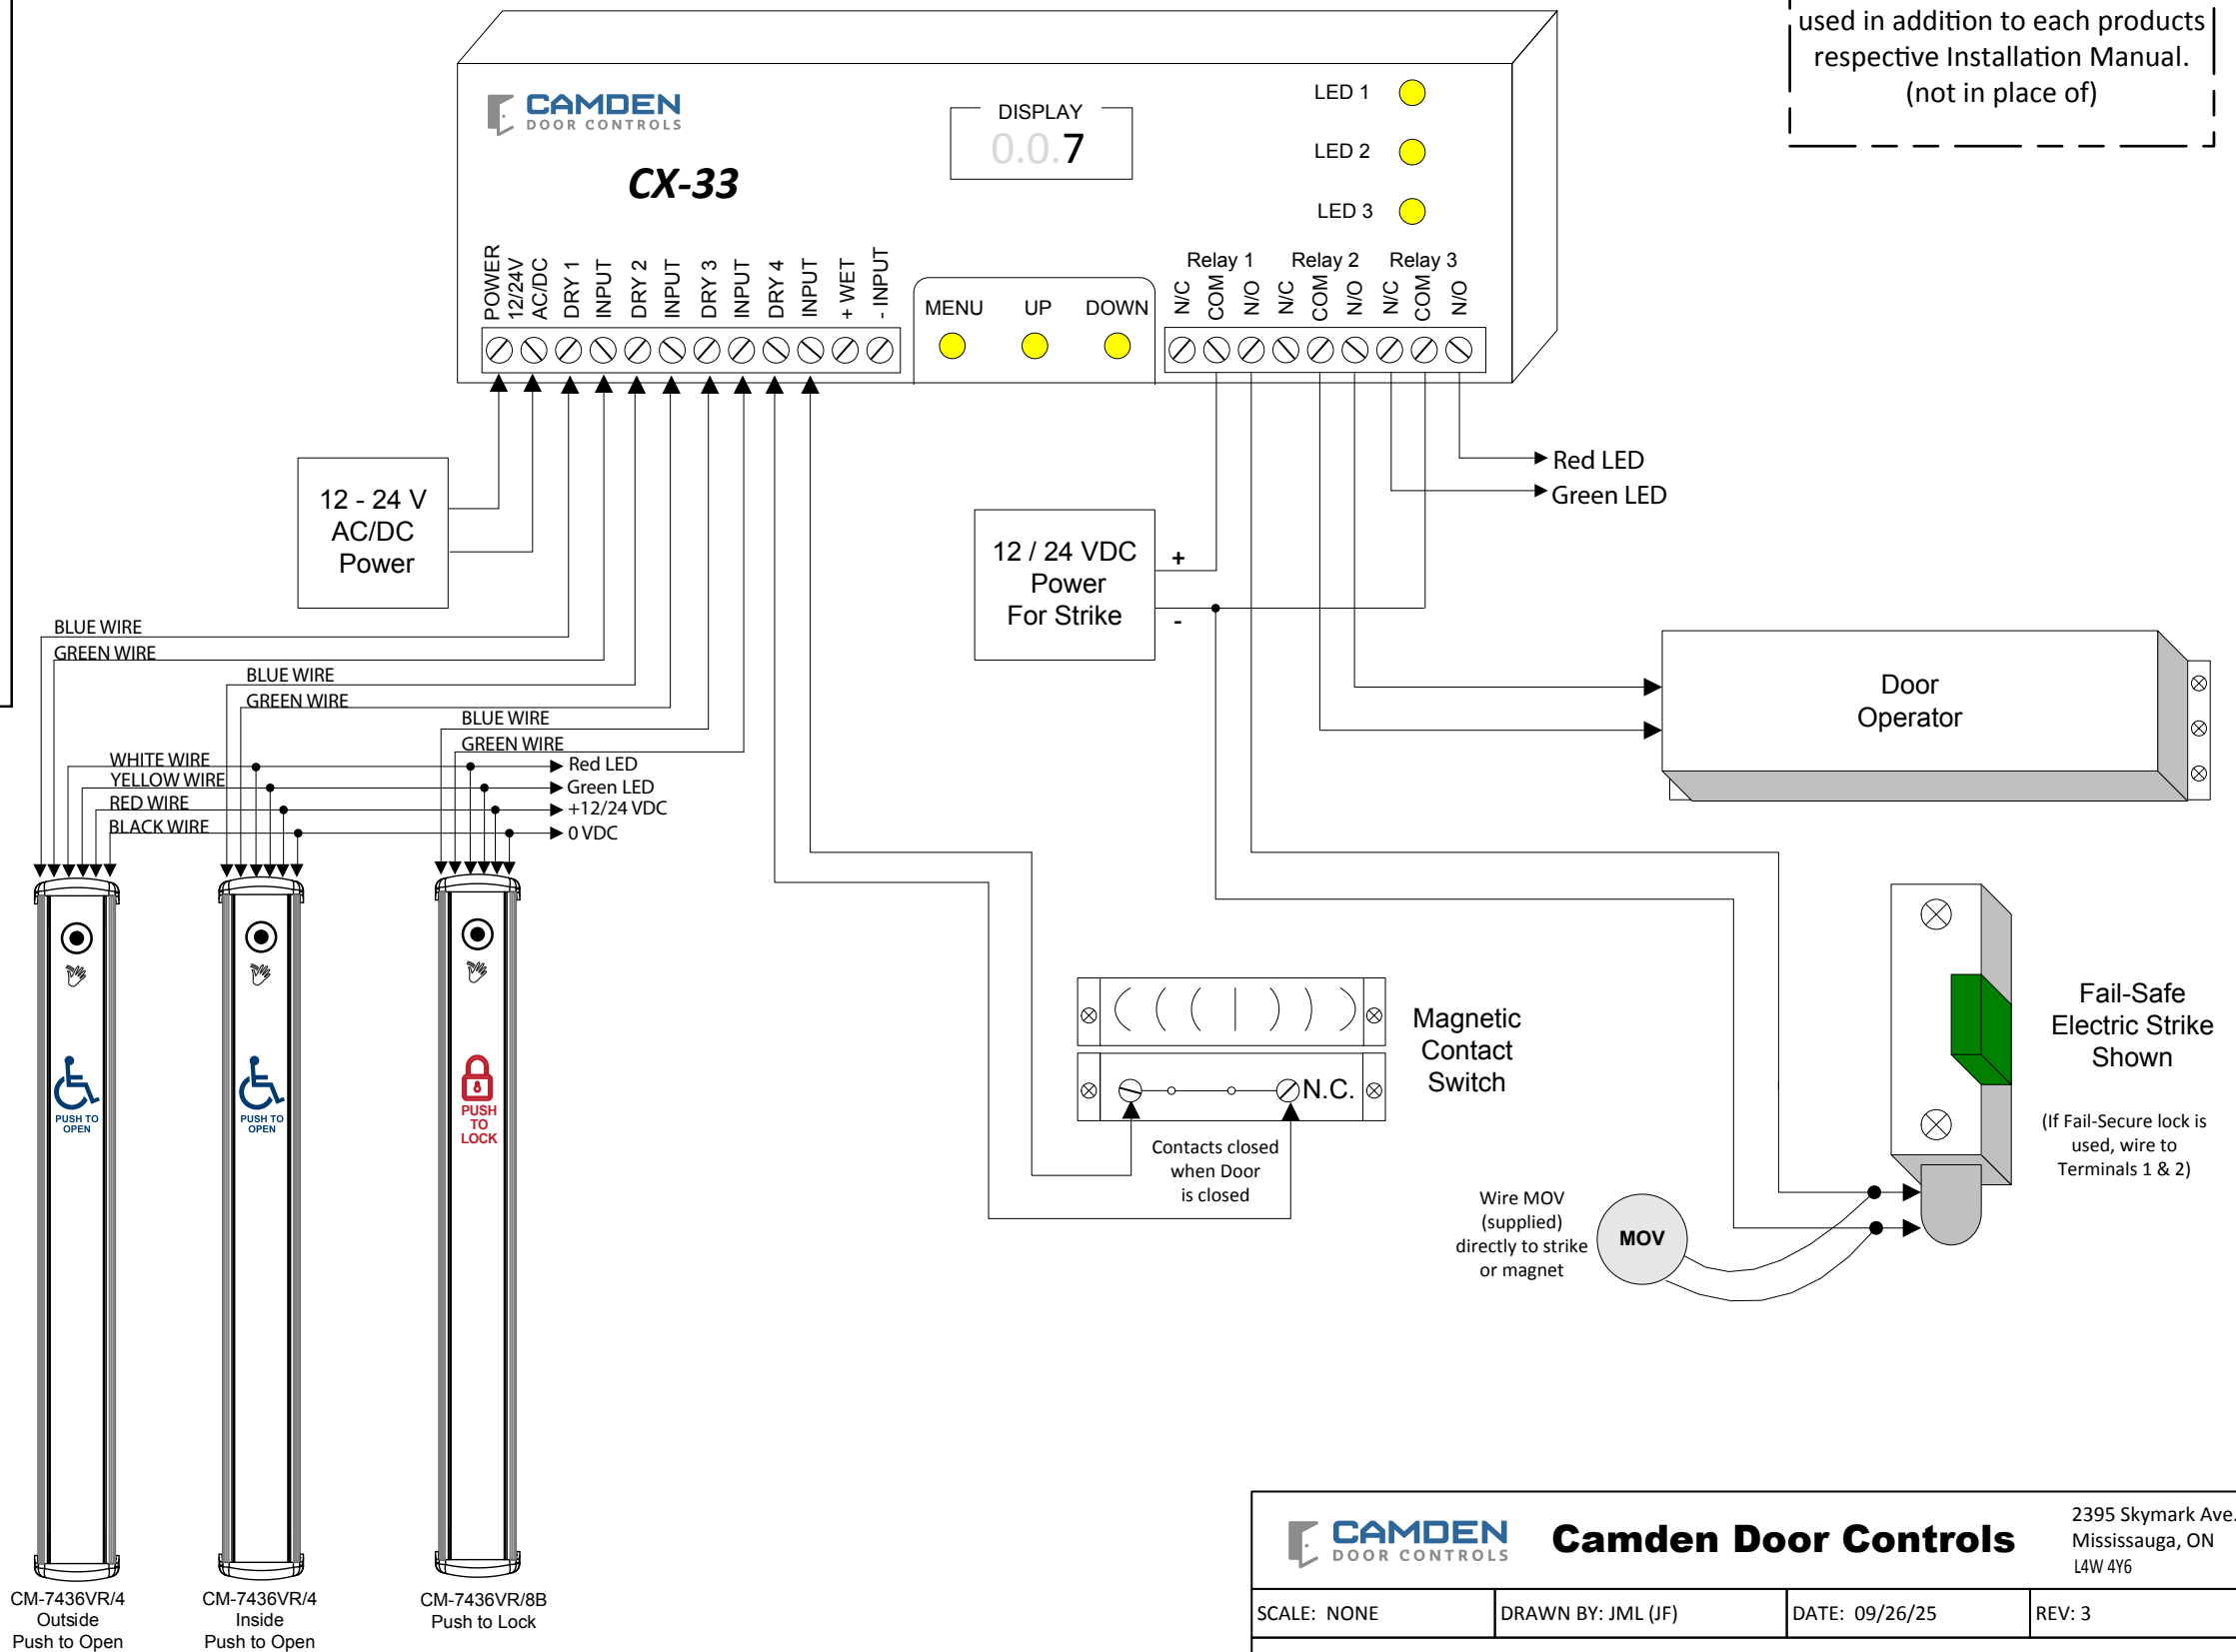 used in addition to each products
respective Installation Manual.
(not in place of)
CAMDEN
DOOR CONTROLS
CX-33
DISPLAY
0.0.7
LED 1
LED 2
LED 3
POWER
12/24V
AC/DC
DRY 1
INPUT
DRY 2
INPUT
DRY 3
INPUT
DRY 4
INPUT
+ WET
- INPUT
MENU
UP
DOWN
Relay 1
Relay 2
Relay 3
N/C
COM
N/O
N/C
COM
N/O
N/C
COM
N/O
Red LED
Green LED
12 - 24 V
AC/DC
Power
12 / 24 VDC
Power
For Strike
+
-
BLUE WIRE
GREEN WIRE
BLUE WIRE
GREEN WIRE
BLUE WIRE
GREEN WIRE
WHITE WIRE
YELLOW WIRE
RED WIRE
BLACK WIRE
Red LED
Green LED
+12/24 VDC
0 VDC
Door
Operator
PUSH TO
OPEN
PUSH TO
OPEN
PUSH
TO
LOCK
Magnetic
Contact
Switch
N.C.
Contacts closed
when Door
is closed
Fail-Safe
Electric Strike
Shown
(If Fail-Secure lock is
used, wire to
Terminals 1 & 2)
Wire MOV
(supplied)
directly to strike
or magnet
MOV
CM-7436VR/4
Outside
Push to Open
CM-7436VR/4
Inside
Push to Open
CM-7436VR/8B
Push to Lock
CAMDEN
DOOR CONTROLS
Camden Door Controls
2395 Skymark Ave.
Mississauga, ON
L4W 4Y6
SCALE: NONE
DRAWN BY: JML (JF)
DATE: 09/26/25
REV: 3